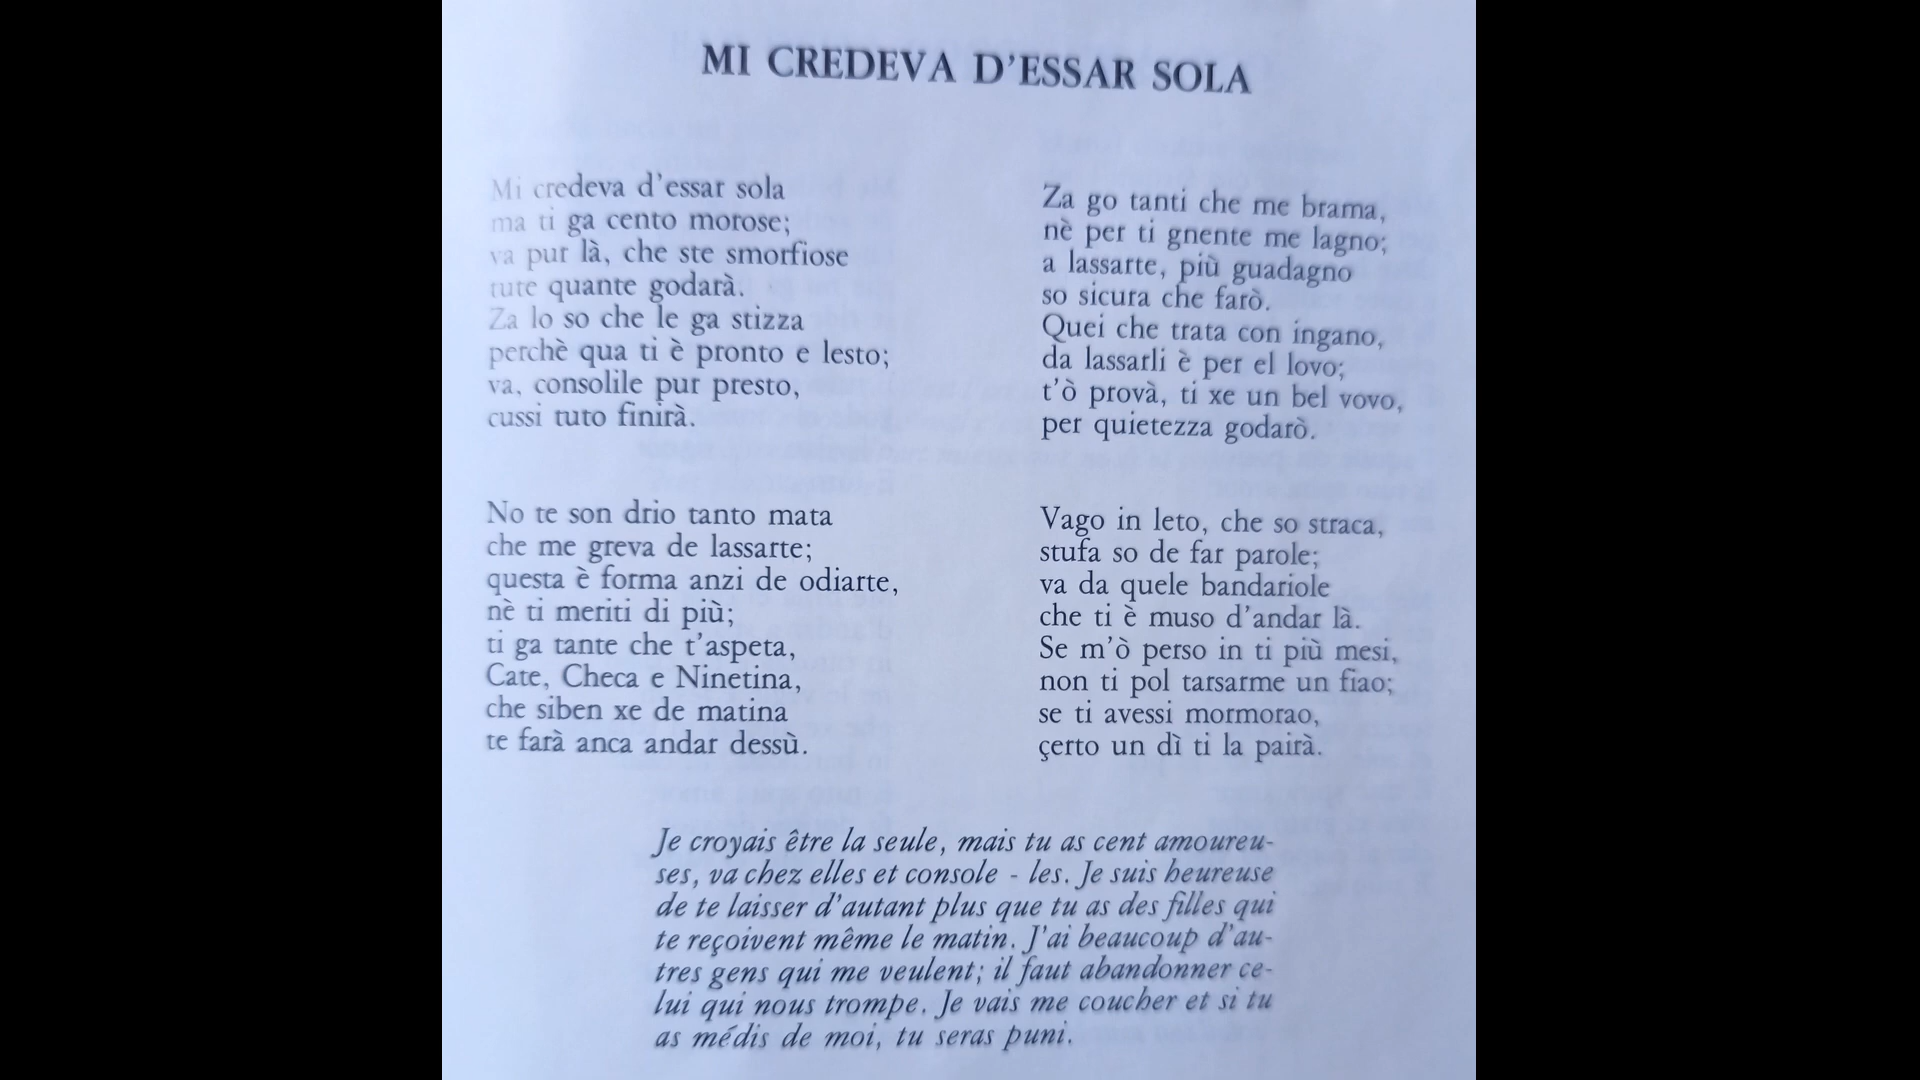 MI CREDEVA D'ESSAR SOLA
Mi credeva d'essar sola
ma ti ga cento morose;
va pur là, che ste smorfiose
tute quante godarà.
Za lo so che le ga stizza
perchè qua ti è pronto e lesto;
va, consolile pur presto,
cussi tuto finirà.
No te son drio tanto mata
che me greva de lassarte;
questa è forma anzi de odiarte,
nè ti meriti di più;
ti ga tante che t'aspeta,
Cate, Checa e Ninetina,
che siben xe de matina
te farà anca andar dessù.
Za go tanti che me brama,
nè per ti gnente me lagno;
a lassarte, più guadagno
so sicura che farò.
Quei che trata con ingano,
da lassarli è per el lovo;
t'ò provà, ti xe un bel vovo,
per quietezza godarò.
Vago in leto, che so straca,
stufa so de far parole;
va da quele bandariole
che ti è muso d'andar là.
Se m'ò perso in ti più mesi,
non ti pol tarsarme un fiao;
se ti avessi mormorao,
çerto un dì ti la pairà.
Je croyais être la seule, mais tu as cent amoureu-
ses, va chez elles et console - les. Je suis heureuse
de te laisser d'autant plus que tu as des filles qui
te reçoivent même le matin. J'ai beaucoup d'au-
tres gens qui me veulent; il faut abandonner ce-
lui qui nous trompe. Je vais me coucher et si tu
as médis de moi, tu seras puni.